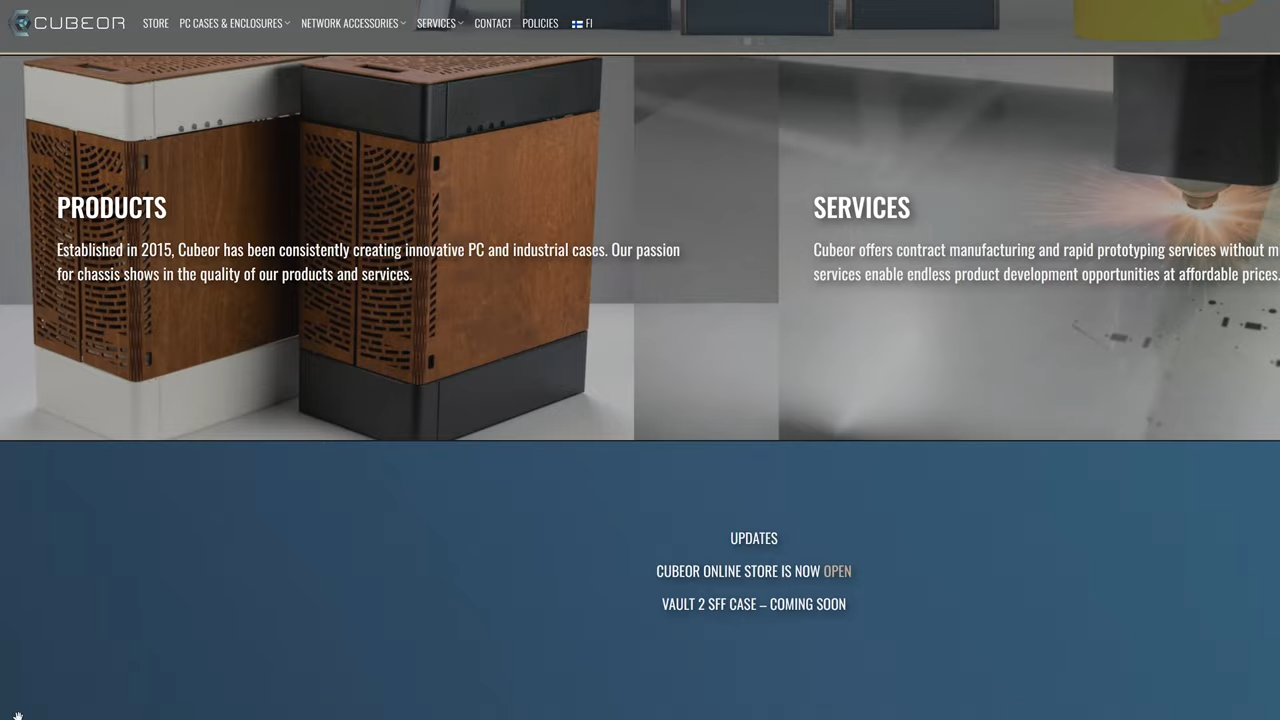 CUBEOR
STORE PC CASES & ENCLOSURES NETWORK ACCESSORIES SERVICES CONTACT POLICIES FI
PRODUCTS
Established in 2015, Cubeor has been consistently creating innovative PC and industrial cases. Our passion
for chassis shows in the quality of our products and services.
SERVICES
Cubeor offers contract manufacturing and rapid prototyping services without
services enable endless product development opportunities at affordable prices.
UPDATES
CUBEOR ONLINE STORE IS NOW OPEN
VAULT 2 SFF CASE – COMING SOON